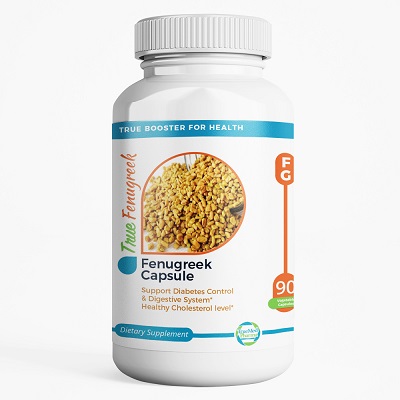 TRUE BOOSTER FOR HEALTH
True Fenugreek
F
G
Fenugreek
Capsule
Support Diabetes Control
& Digestive System*
Healthy Cholesterol level*
90
Dietary Supplement